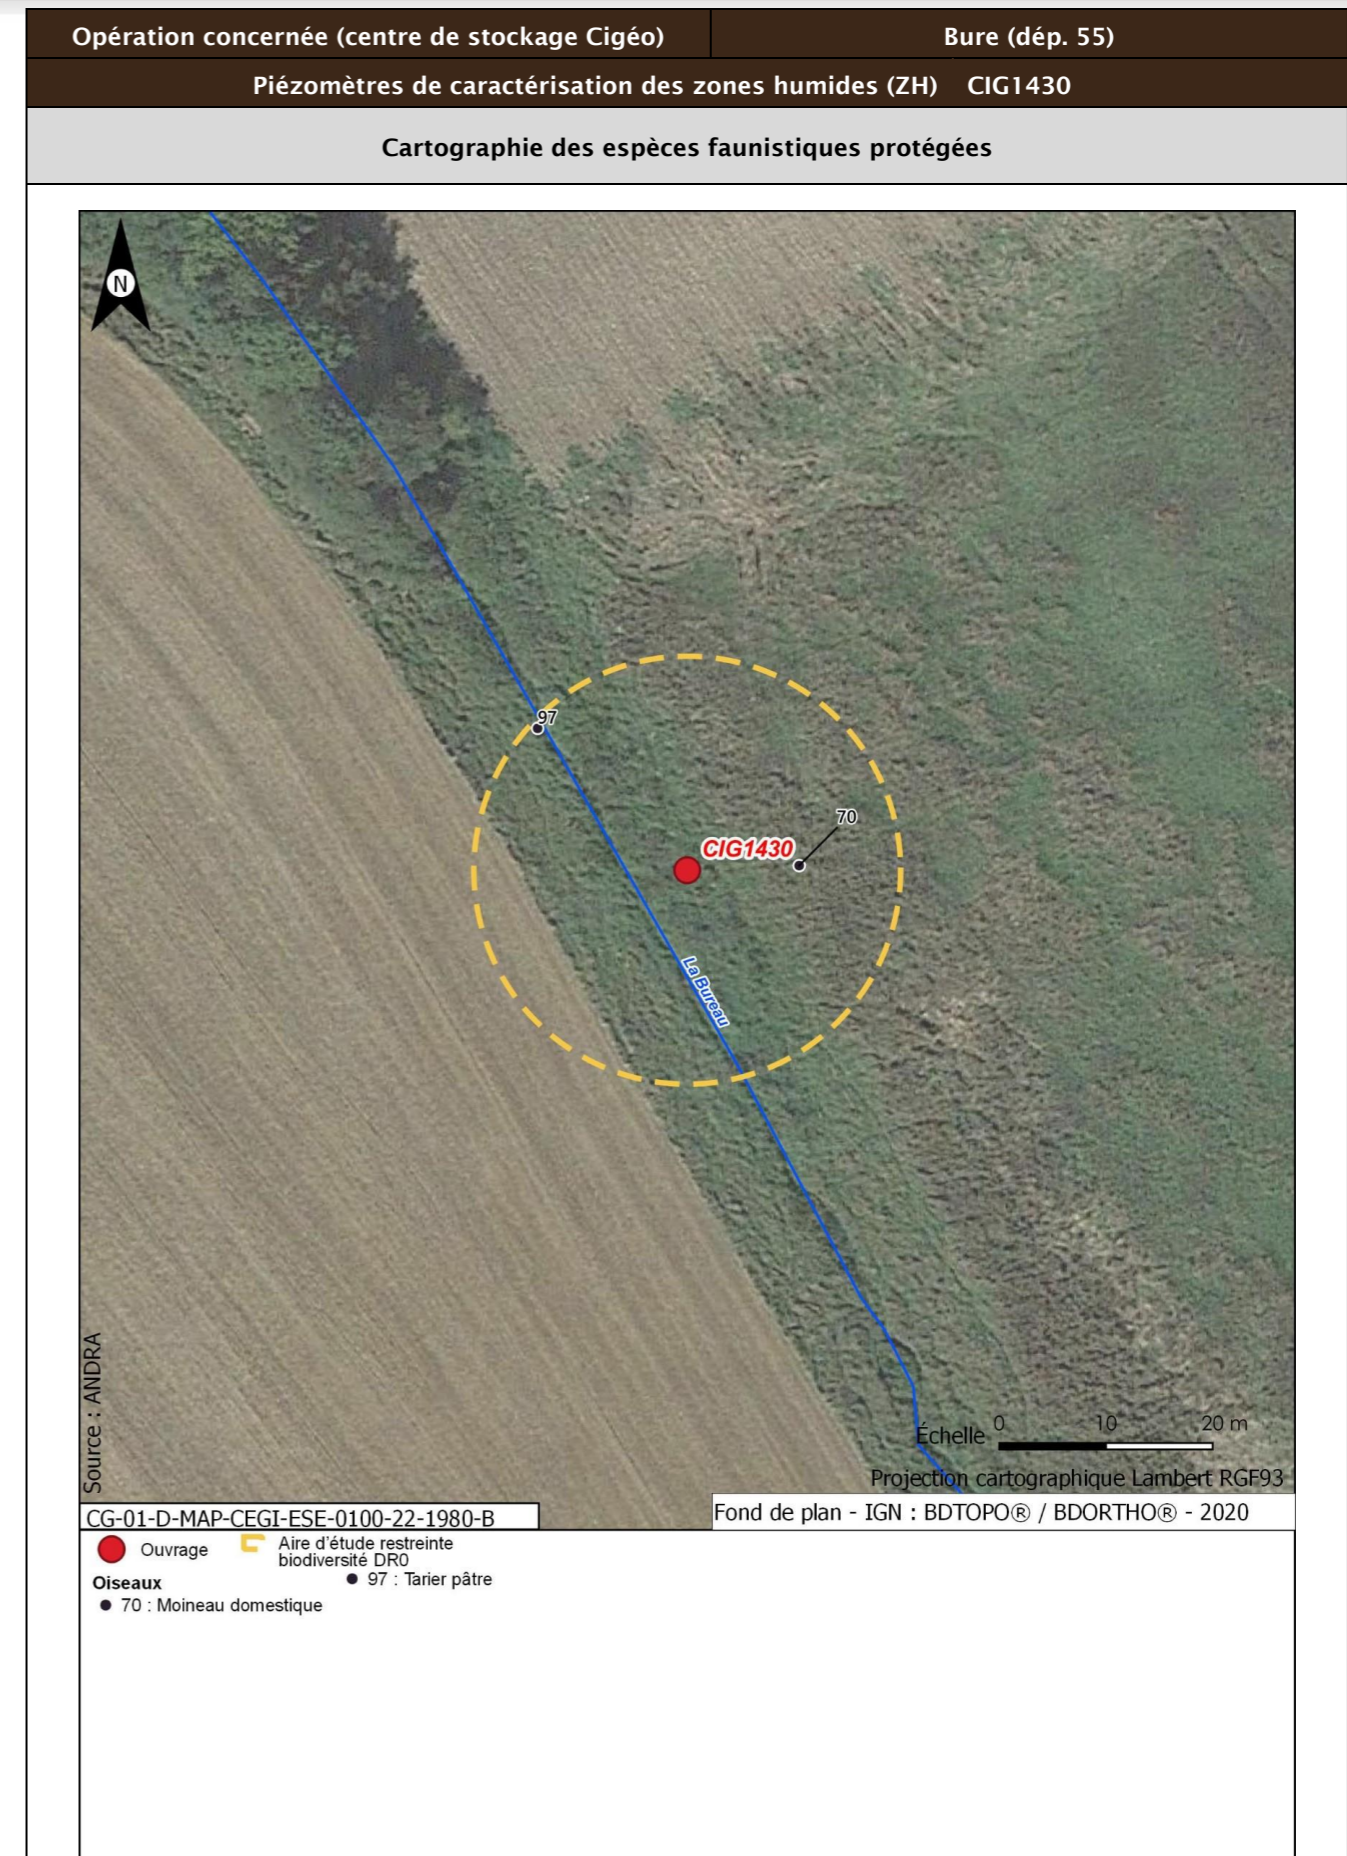 Opération concernée (centre de stockage Cigéo) Bure (dép. 55)
Piézomètres de caractérisation des zones humides (ZH) CIG1430
Cartographie des espèces faunistiques protégées
N
97
70
CIG1430
La Bureau
Source : ANDRA
Échelle 0 10 20 m
Projection cartographique Lambert RGF93
CG-01-D-MAP-CEGI-ESE-0100-22-1980-B
Fond de plan - IGN : BDTOPO® / BDORTHO® - 2020
Ouvrage
Aire d'étude restreinte
biodiversité DR0
Oiseaux
97 : Tarier pâtre
70 : Moineau domestique